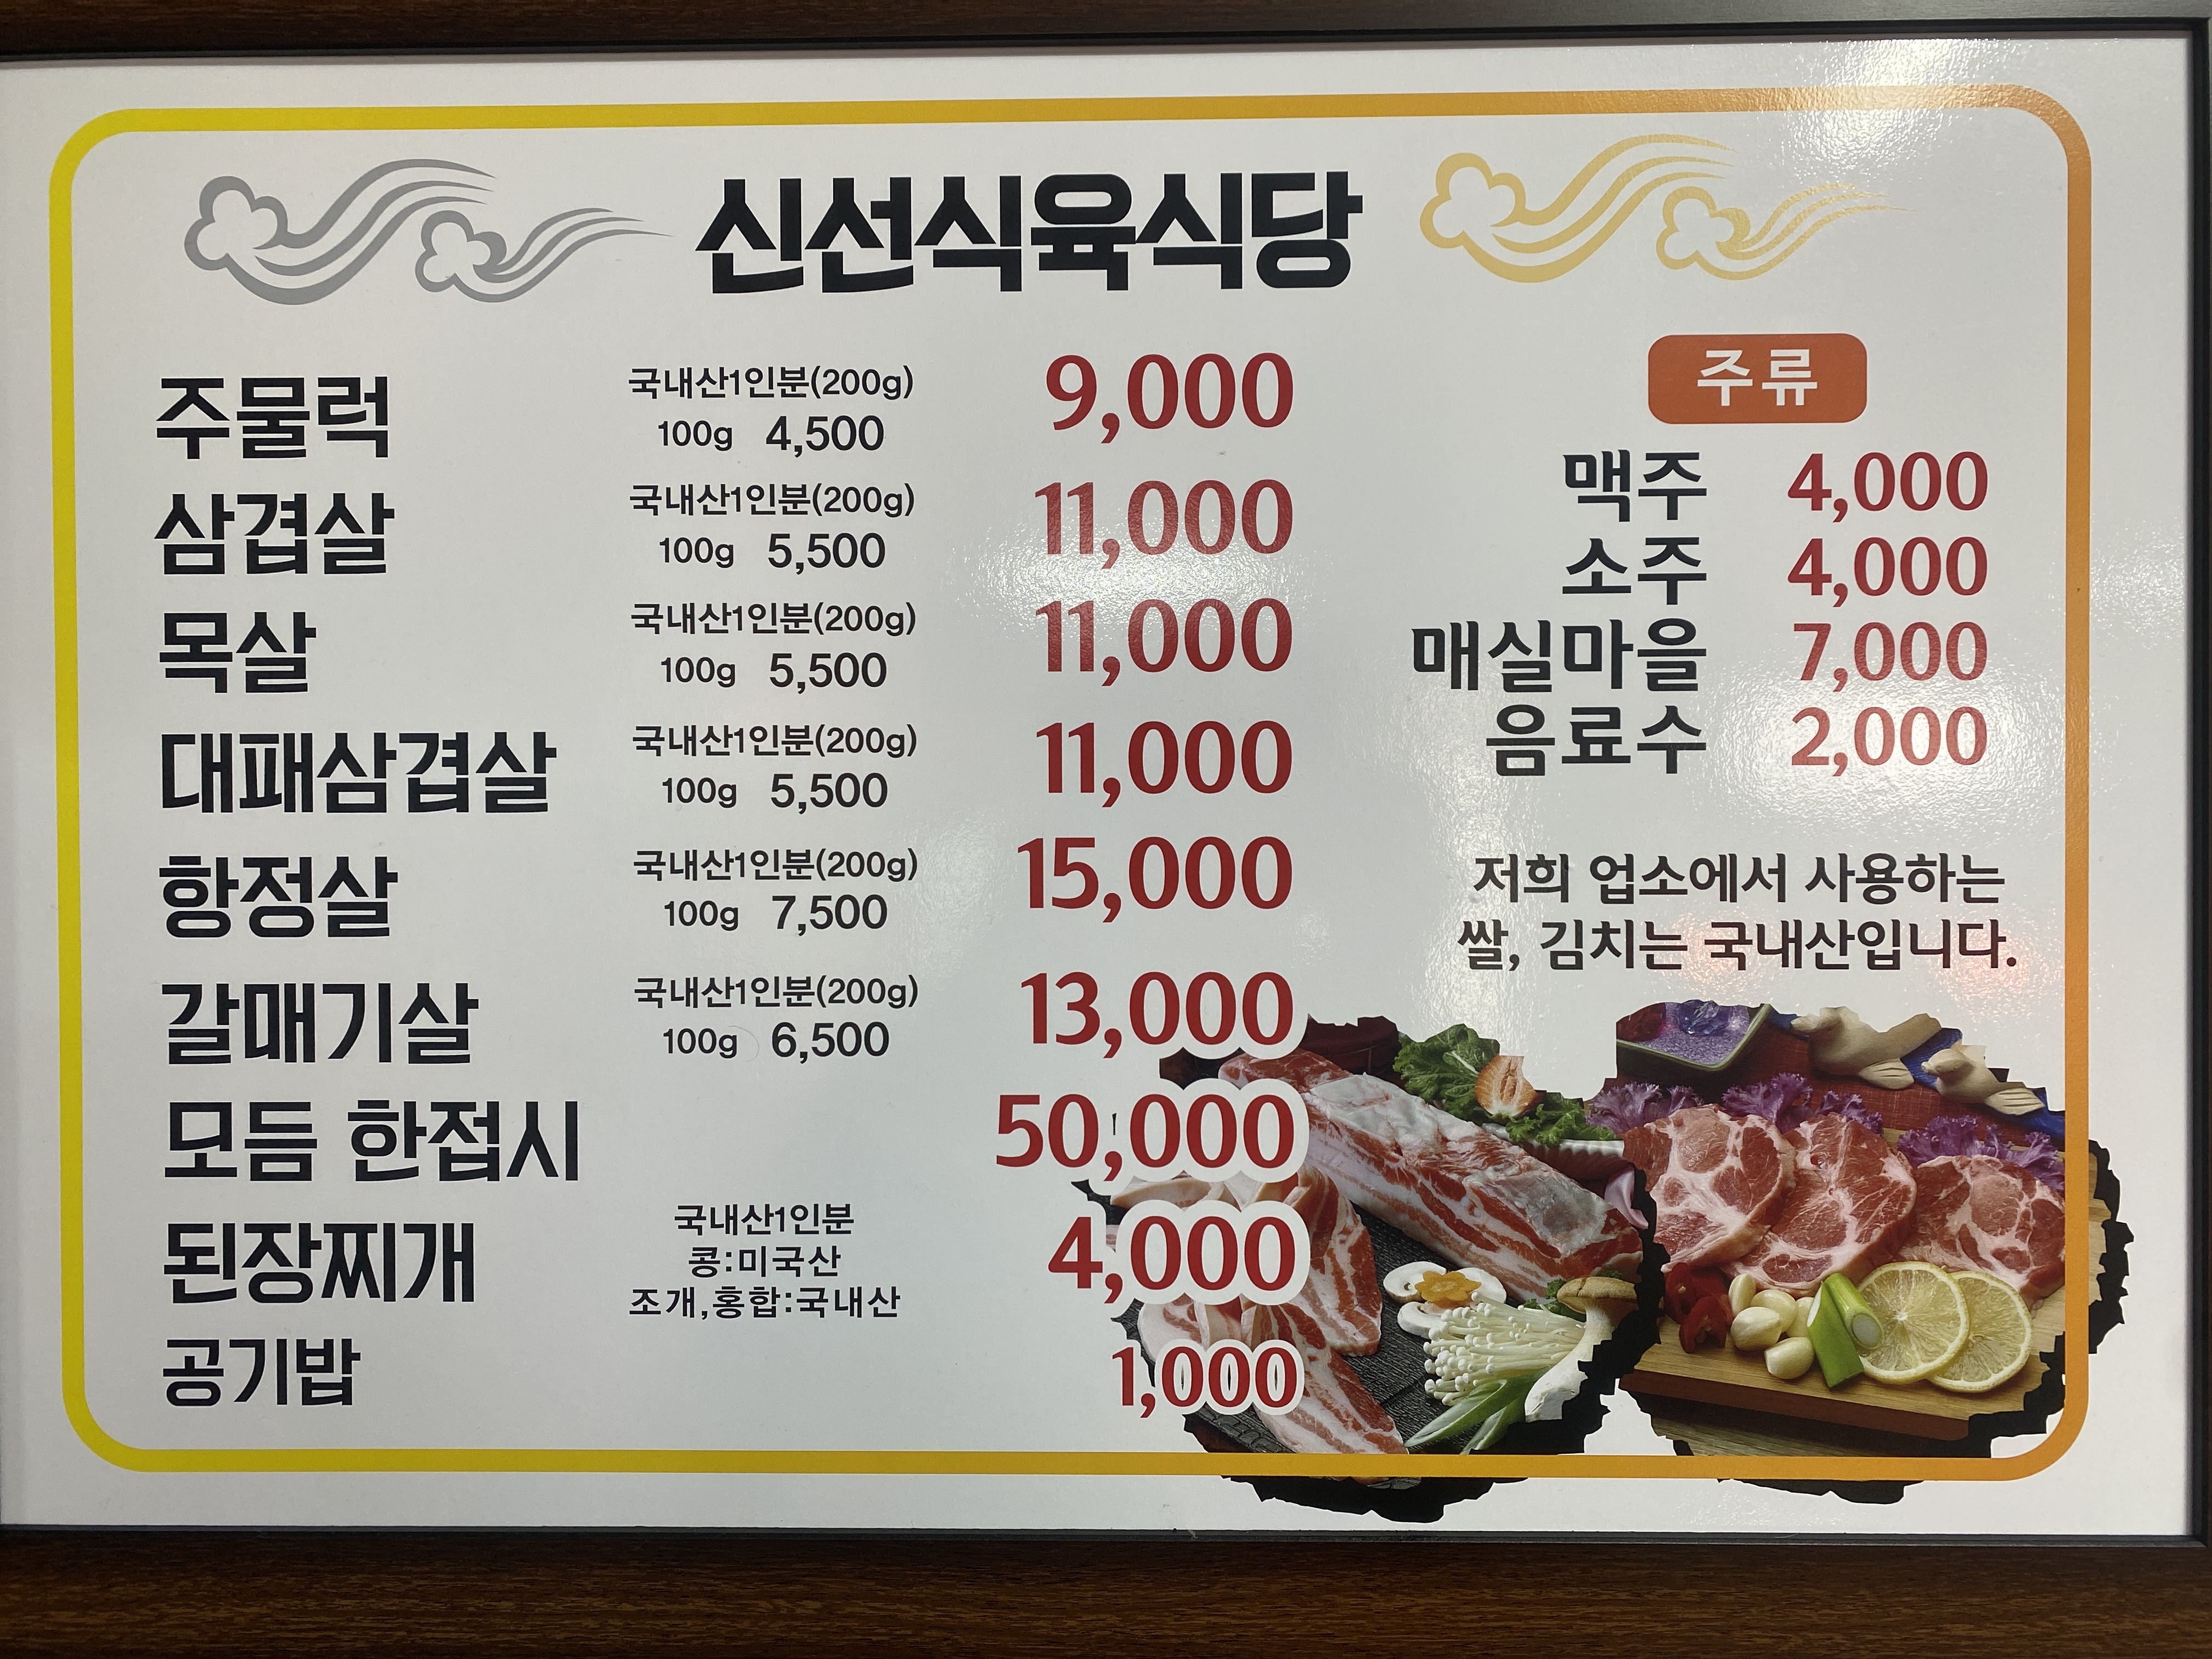 신선식육식당
주물럭 국내산1인분(200g) 9,000
100g 4,500
삼겹살 국내산1인분(200g) 11,000
100g 5,500
목살 국내산1인분(200g) 11,000
100g 5,500
대패삼겹살 국내산1인분(200g) 11,000
100g 5,500
항정살 국내산1인분(200g) 15,000
100g 7,500
갈매기살 국내산1인분(200g) 13,000
100g 6,500
모듬 한접시 50,000
된장찌개 국내산1인분 4,000
콩:미국산
조개,홍합:국내산
공기밥 1,000
주류
맥주 4,000
소주 4,000
매실마을 7,000
음료수 2,000
저희 업소에서 사용하는
쌀, 김치는 국내산입니다.